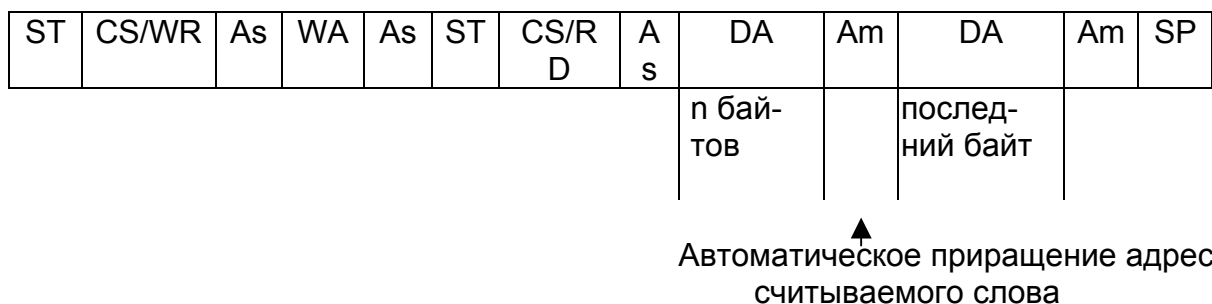 ST CS/WR As WA As ST CS/R A DA Am DA Am SP
D s
n бай- послед-
тов ний байт
Автоматическое приращение адрес
считываемого слова